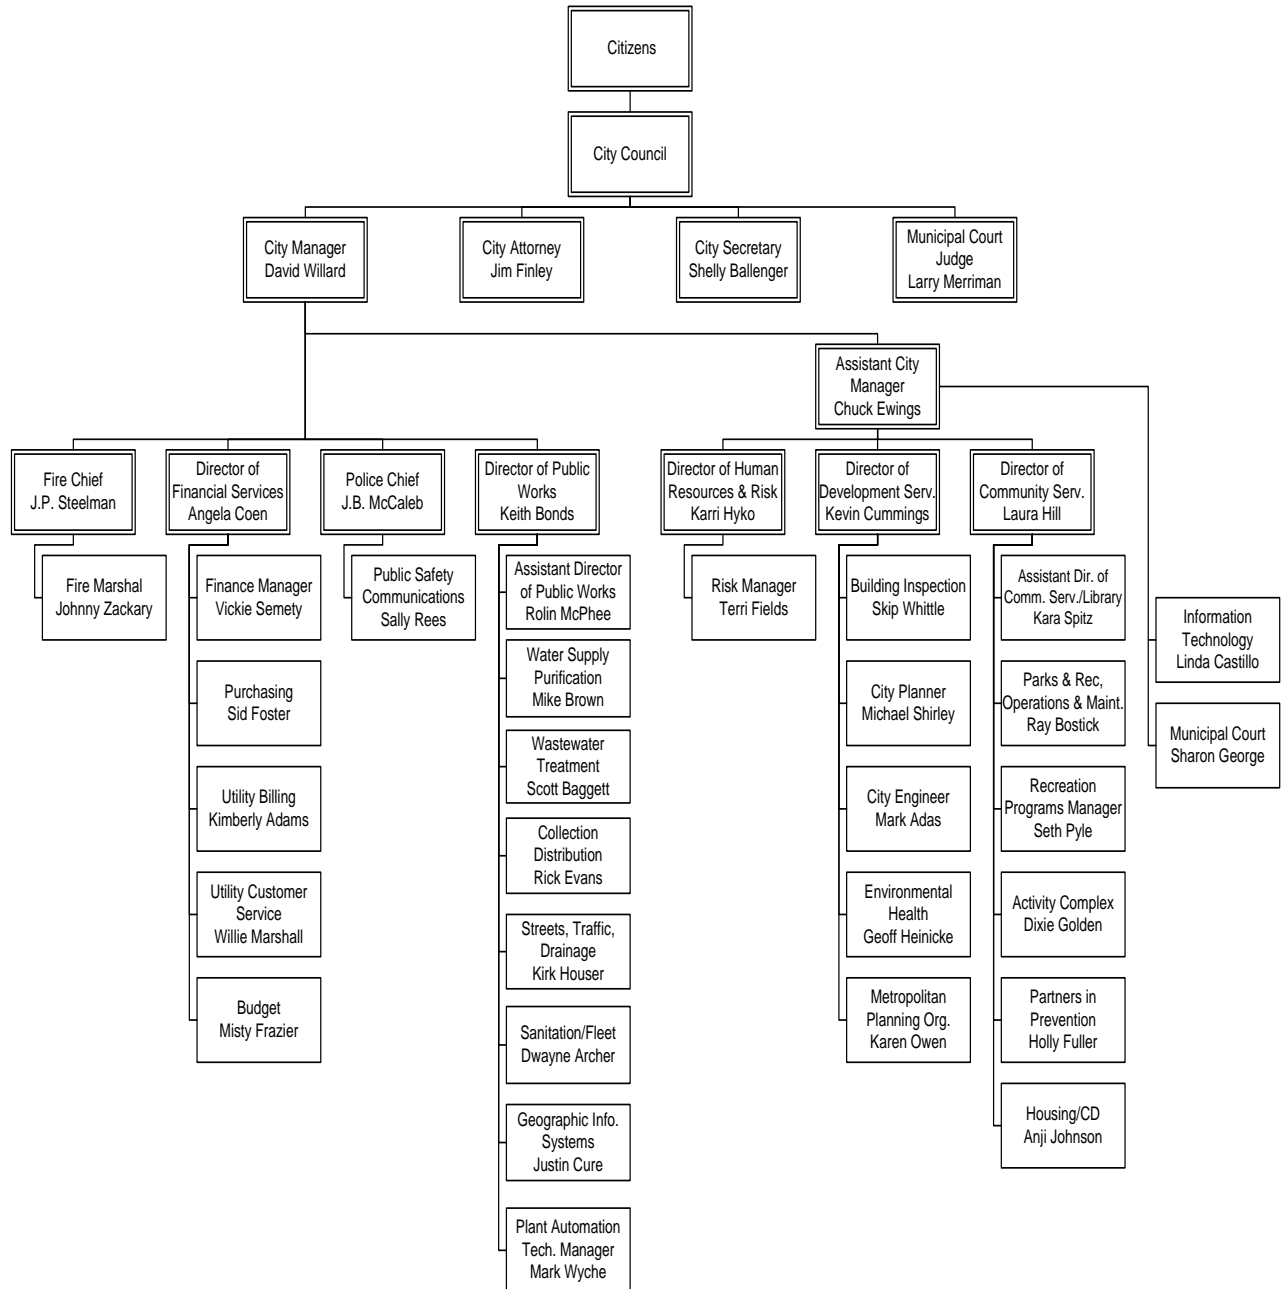 Citizens
City Council
City Manager
David Willard
City Attorney
Jim Finley
City Secretary
Shelly Ballenger
Municipal Court
Judge
Larry Merriman
Assistant City
Manager
Chuck Ewings
Fire Chief
J.P. Steelman
Director of
Financial Services
Angela Coen
Police Chief
J.B. McCaleb
Director of Public
Works
Keith Bonds
Director of Human
Resources & Risk
Karri Hyko
Director of
Development Serv.
Kevin Cummings
Director of
Community Serv.
Laura Hill
Fire Marshal
Johnny Zackary
Finance Manager
Vickie Semety
Purchasing
Sid Foster
Utility Billing
Kimberly Adams
Utility Customer
Service
Willie Marshall
Budget
Misty Frazier
Public Safety
Communications
Sally Rees
Assistant Director
of Public Works
Rolin McPhee
Water Supply
Purification
Mike Brown
Wastewater
Treatment
Scott Baggett
Collection
Distribution
Rick Evans
Streets, Traffic,
Drainage
Kirk Houser
Sanitation/Fleet
Dwayne Archer
Geographic Info.
Systems
Justin Cure
Plant Automation
Tech. Manager
Mark Wyche
Risk Manager
Terri Fields
Building Inspection
Skip Whittle
City Planner
Michael Shirley
City Engineer
Mark Adas
Environmental
Health
Geoff Heinicke
Metropolitan
Planning Org.
Karen Owen
Assistant Dir. of
Comm. Serv./Library
Kara Spitz
Parks & Rec,
Operations & Maint.
Ray Bostick
Recreation
Programs Manager
Seth Pyle
Activity Complex
Dixie Golden
Partners in
Prevention
Holly Fuller
Housing/CD
Anji Johnson
Information
Technology
Linda Castillo
Municipal Court
Sharon George